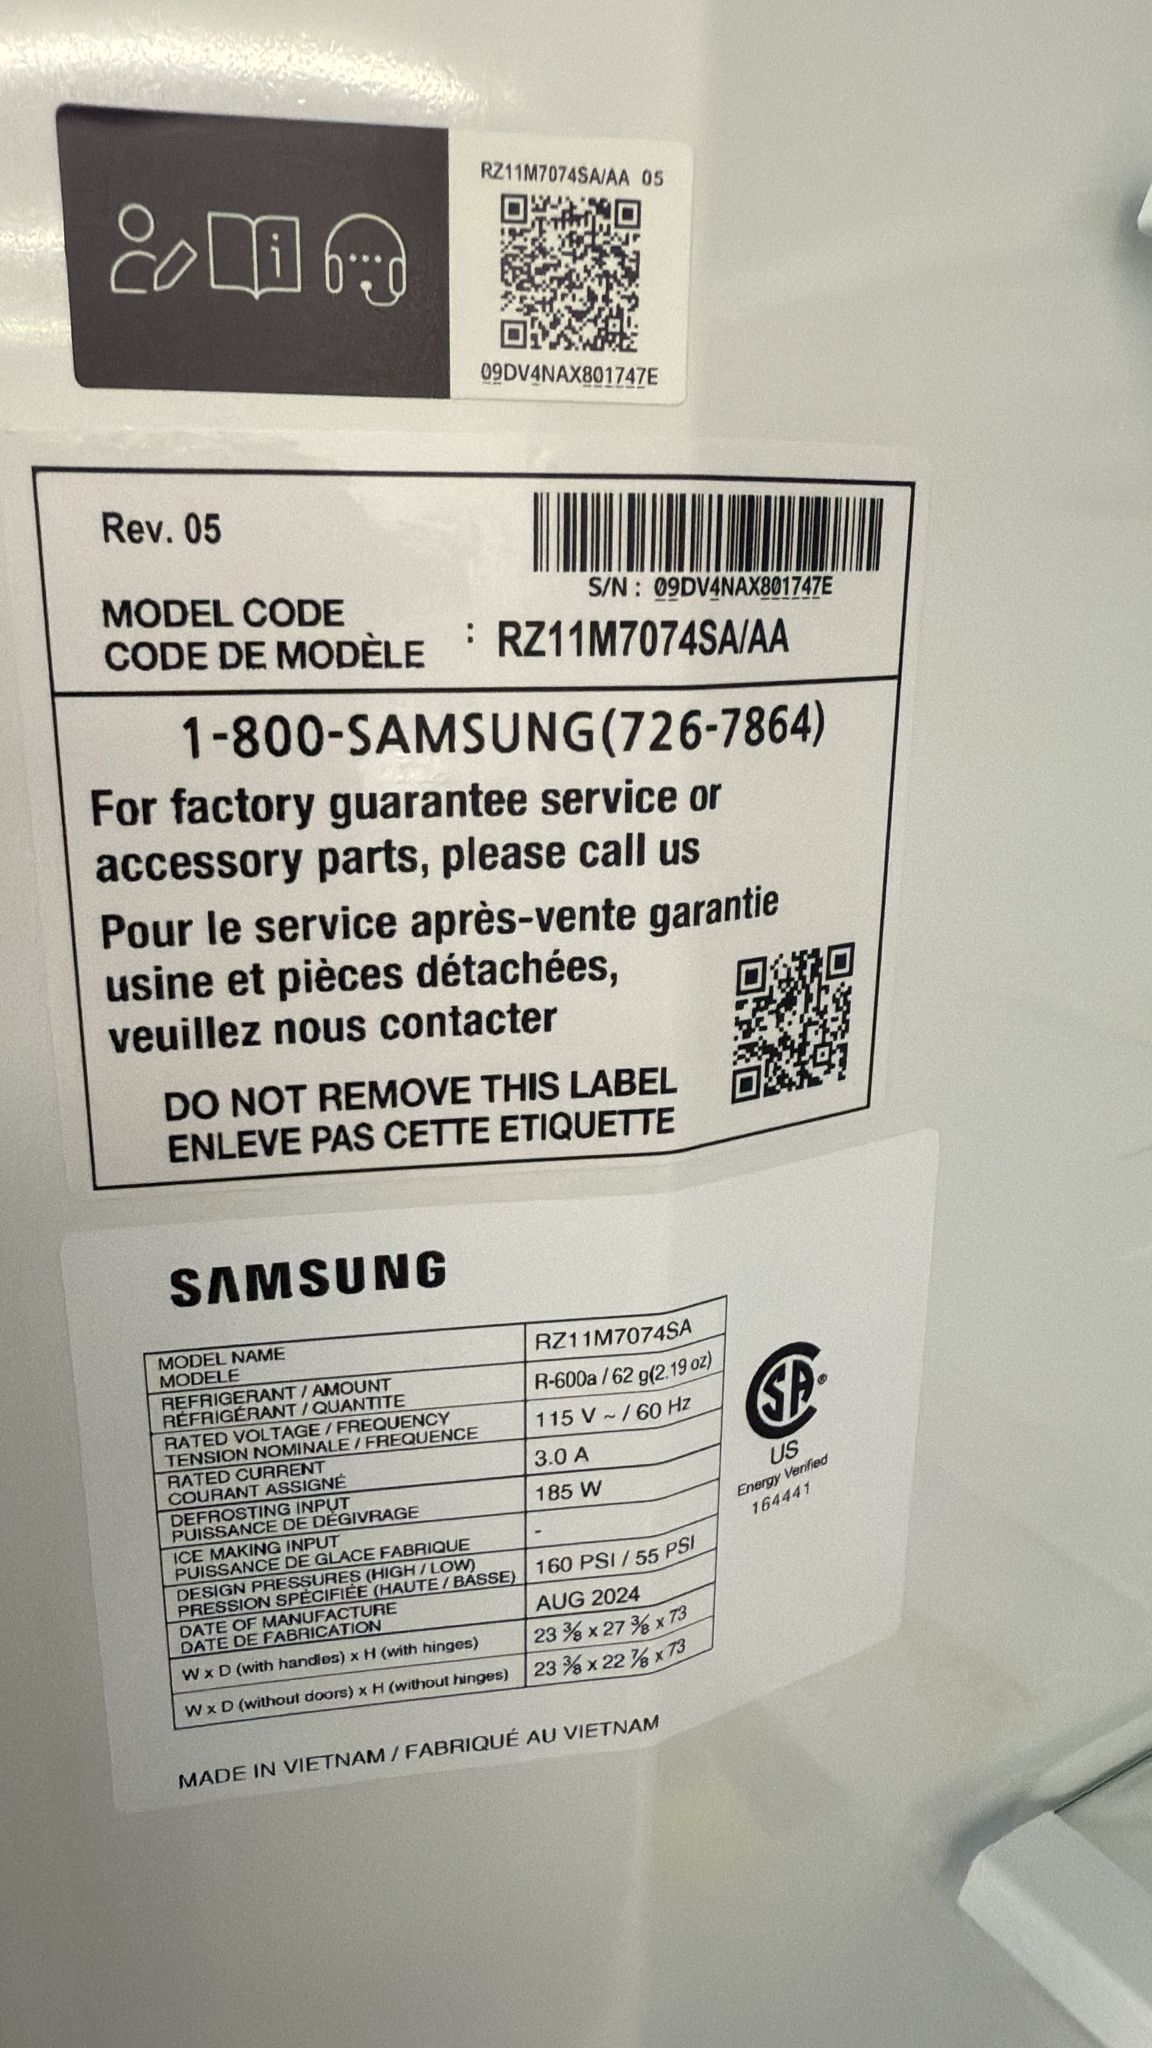 RZ11M7074SA/AA 05
09DV4NAX801747E
Rev. 05
S/N : 09DV4NAX801747E
MODEL CODE
CODE DE MODÈLE : RZ11M7074SA/AA
1-800-SAMSUNG(726-7864)
For factory guarantee service or
accessory parts, please call us
Pour le service après-vente garantie
usine et pièces détachées,
veuillez nous contacter
DO NOT REMOVE THIS LABEL
ENLEVE PAS CETTE ETIQUETTE
SAMSUNG
MODEL NAME
MODELE
RZ11M7074SA
REFRIGERANT / AMOUNT
RÉFRIGÉRANT / QUANTITE
R-600a / 62 g(2.19 oz)
RATED VOLTAGE / FREQUENCY
TENSION NOMINALE / FREQUENCE
115 V ~ / 60 Hz
RATED CURRENT
COURANT ASSIGNÉ
3.0 A
DEFROSTING INPUT
PUISSANCE DE DÉGIVRAGE
185 W
ICE MAKING INPUT
PUISSANCE DE GLACE FABRIQUE
-
DESIGN PRESSURES (HIGH / LOW)
PRESSION SPÉCIFIÉE (HAUTE / BASSE)
160 PSI / 55 PSI
DATE OF MANUFACTURE
DATE DE FABRICATION
AUG 2024
W x D (with handles) x H (with hinges)
23 ⅜ x 27 ⅜ x 73
W x D (without doors) x H (without hinges)
23 ⅜ x 22 ⅞ x 73
SA
US
Energy Verified
164441
MADE IN VIETNAM / FABRIQUÉ AU VIETNAM